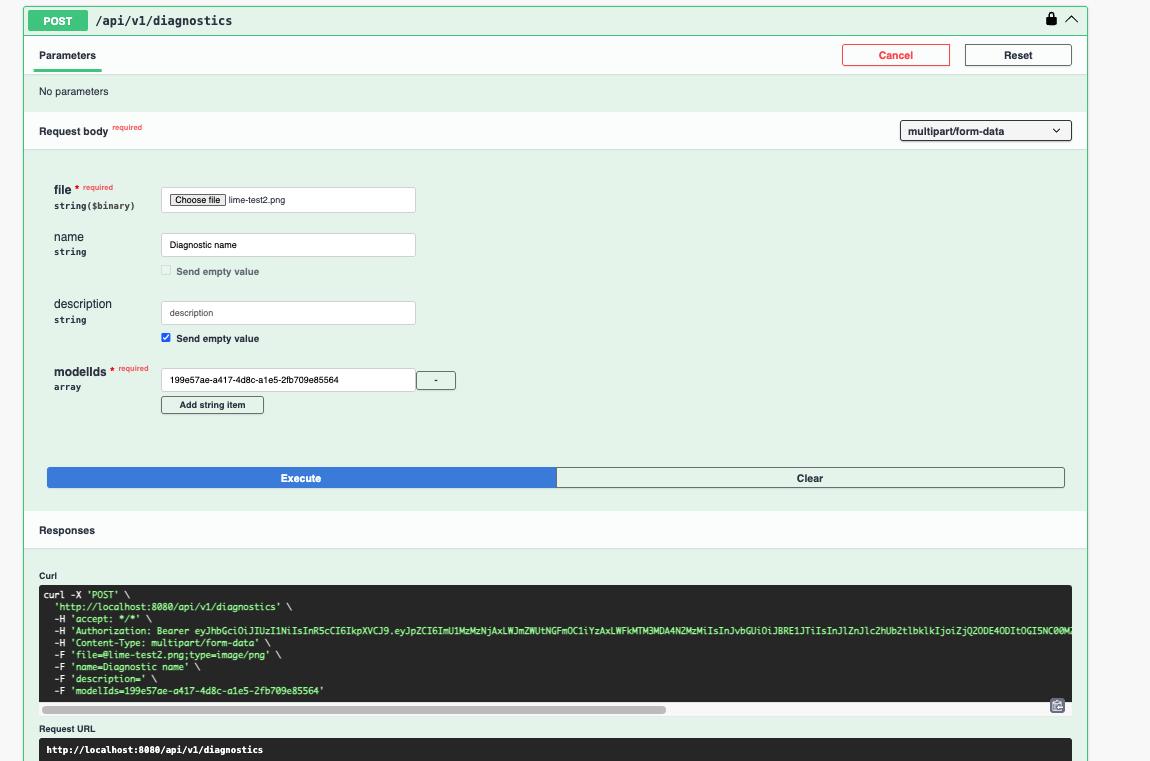 POST /api/v1/diagnostics
Parameters
Cancel
Reset
No parameters
Request body required
multipart/form-data
file * required
string($binary)
Choose file lime-test2.png
name
string
Diagnostic name
Send empty value
description
string
description
Send empty value
modelIds * required
array
199e57ae-a417-4d8c-a1e5-2fb709e85564
-
Add string item
Execute
Clear
Responses
Curl
curl -X 'POST' \
'http://localhost:8080/api/v1/diagnostics' \
-H 'accept: */*' \
-H 'Authorization: Bearer
-H 'Content-Type: multipart/form-data' \
-F 'file=@lime-test2.png;type=image/png' \
-F 'name=Diagnostic name' \
-F 'description=' \
-F 'modelIds=199e57ae-a417-4d8c-a1e5-2fb709e85564'
Request URL
http://localhost:8080/api/v1/diagnostics